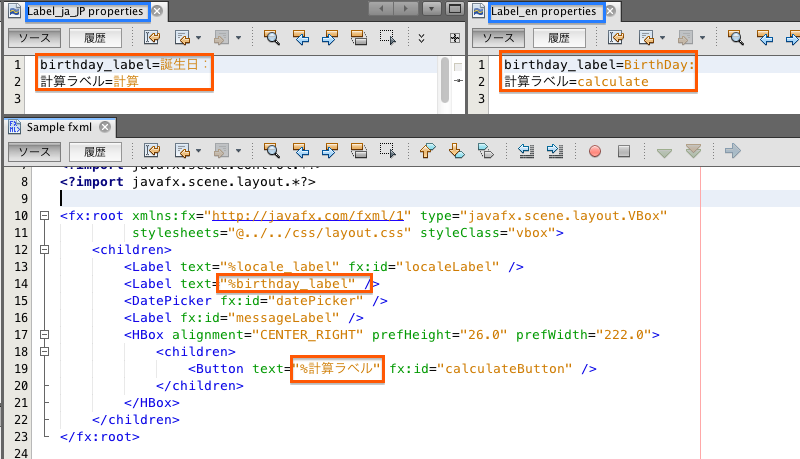 Label_ja_JP properties
Label_en properties
ソース 履歴
ソース 履歴
1 birthday_label=誕生日：
2 計算ラベル=計算
3
1 birthday_label=BirthDay:
2 計算ラベル=calculate
3
Sample fxml
ソース 履歴
8 <?import javafx.scene.layout.*?>
9
10 <fx:root xmlns:fx="http://javafx.com/fxml/1" type="javafx.scene.layout.VBox"
11 stylesheets="@../../css/layout.css" styleClass="vbox">
12 <children>
13 <Label text="%locale_label" fx:id="localeLabel" />
14 <Label text="%birthday_label" />
15 <DatePicker fx:id="datePicker" />
16 <Label fx:id="messageLabel" />
17 <HBox alignment="CENTER_RIGHT" prefHeight="26.0" prefWidth="222.0">
18 <children>
19 <Button text="%計算ラベル" fx:id="calculateButton" />
20 </children>
21 </HBox>
22 </children>
23 </fx:root>
24